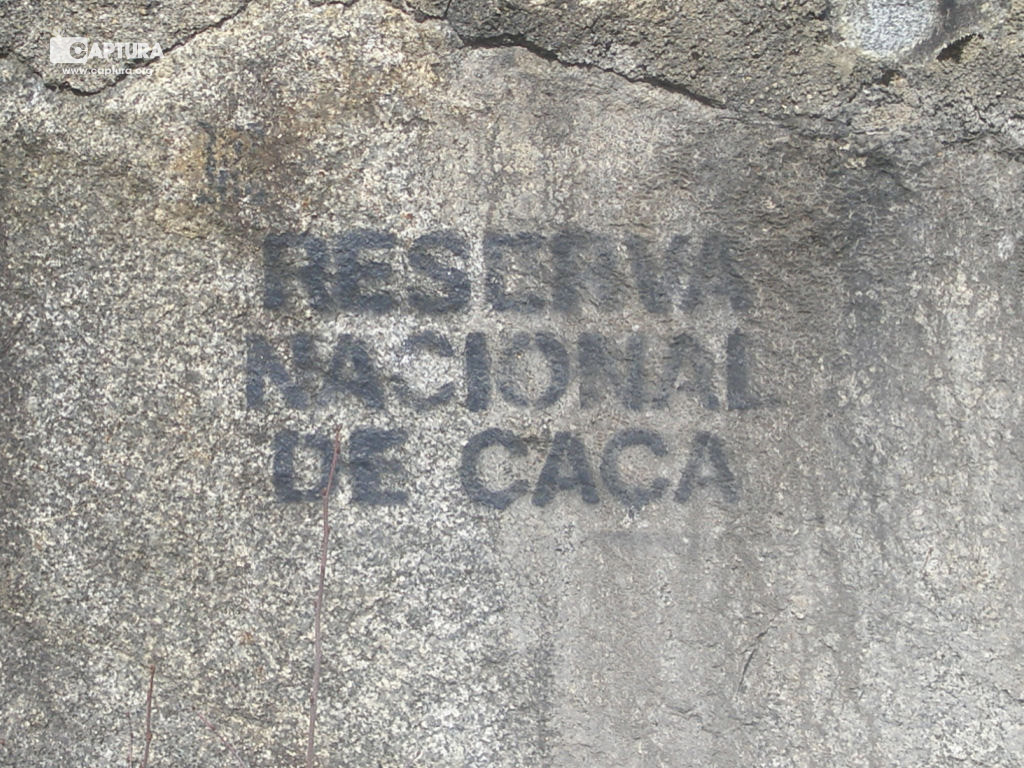 CAPTURA
www.captura.org
RESERVA
NACIONAL
DE CAÇA